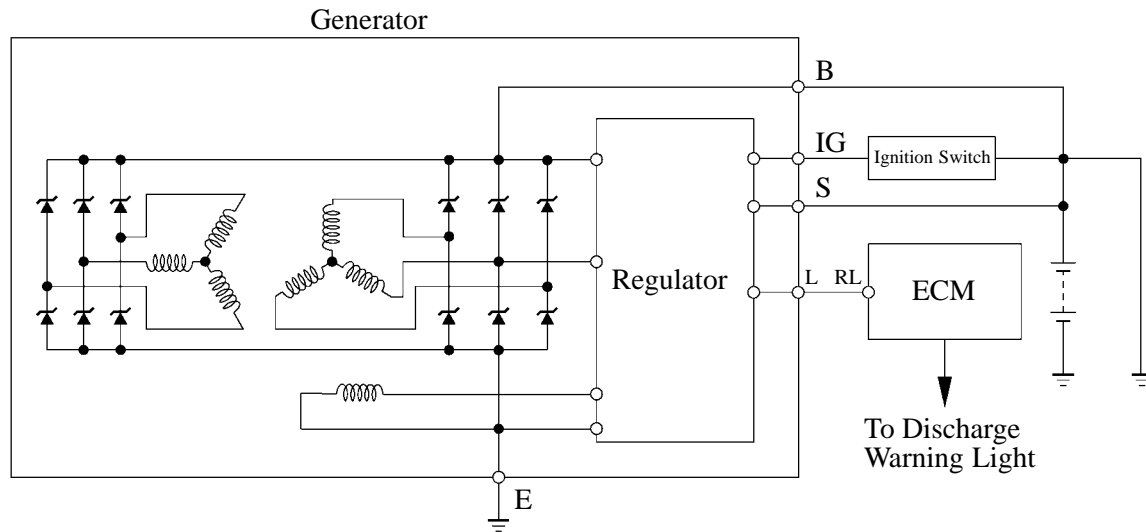 Generator
B
IG
Ignition Switch
S
Regulator
L
RL
ECM
To Discharge
Warning Light
E